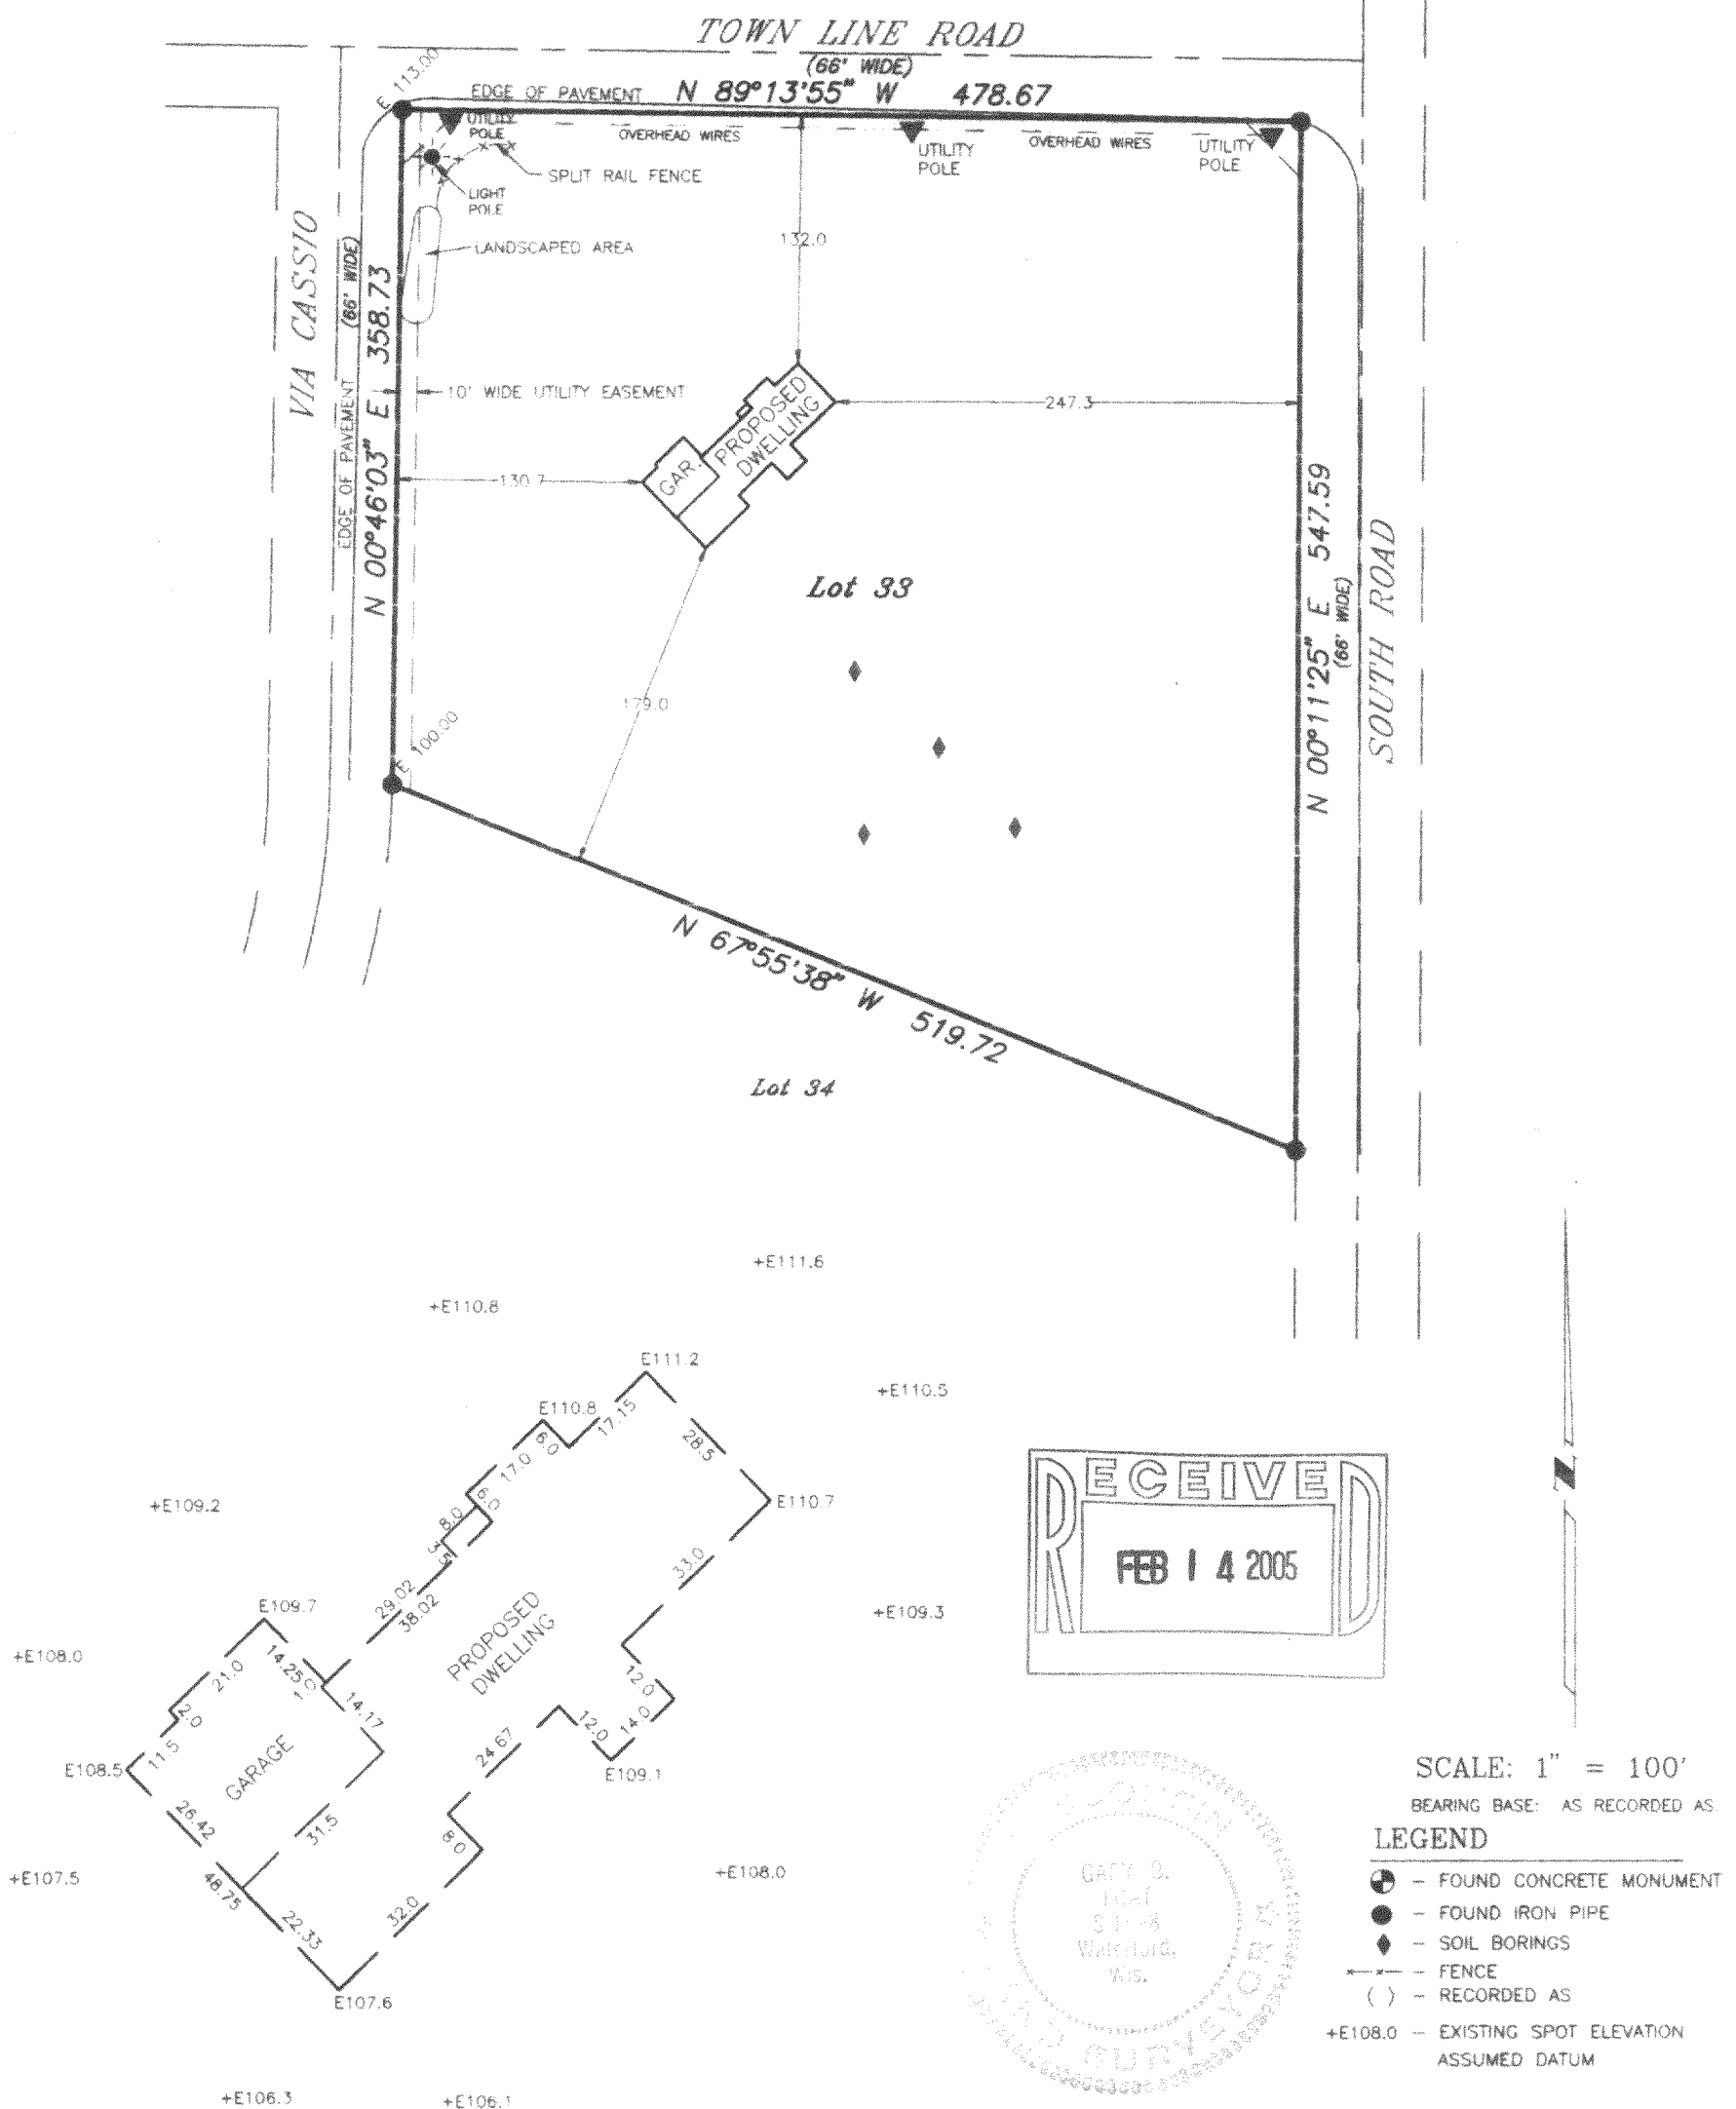 TOWN LINE ROAD
(66' WIDE)
EDGE OF PAVEMENT N 89°13'55" W 478.67
E 113.00
UTILITY
POLE
OVERHEAD WIRES
UTILITY
POLE
OVERHEAD WIRES
UTILITY
POLE
SPLIT RAIL FENCE
LIGHT
POLE
LANDSCAPED AREA
VIA CASSIO
(66' WIDE)
EDGE OF PAVEMENT
N 00°46'03" E 358.73
132.0
10' WIDE UTILITY EASEMENT
PROPOSED
DWELLING
GAR.
247.3
130.7
Lot 33
179.0
E 100.00
N 00°11'25" E 547.59
(66' WIDE)
SOUTH ROAD
N 67°55'38" W 519.72
Lot 34
+E111.6
+E110.8
E111.2
+E110.5
E110.8
17.15
6.0
28.5
17.0
6.0
E110.7
+E109.2
8.0
3.5
33.0
29.02
38.02
E109.7
PROPOSED
DWELLING
+E109.3
+E108.0
21.0
14.25
1.0
14.17
12.0
14.0
12.0
2.0
11.5
24.67
E108.5
GARAGE
E109.1
26.42
31.5
8.0
+E107.5
48.75
+E108.0
22.33
32.0
E107.6
+E106.3
+E106.1
RECEIVED
FEB 14 2005
N
SCALE: 1" = 100'
BEARING BASE: AS RECORDED AS.
LEGEND
- FOUND CONCRETE MONUMENT
- FOUND IRON PIPE
- SOIL BORINGS
- FENCE
( ) - RECORDED AS
+E108.0 - EXISTING SPOT ELEVATION
ASSUMED DATUM
Wis.
SURVEYOR